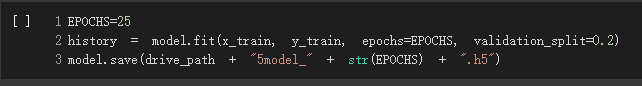 [ ] 1 EPOCHS=25
2 history = model.fit(x_train, y_train, epochs=EPOCHS, validation_split=0.2)
3 model.save(drive_path + "5model_" + str(EPOCHS) + ".h5")